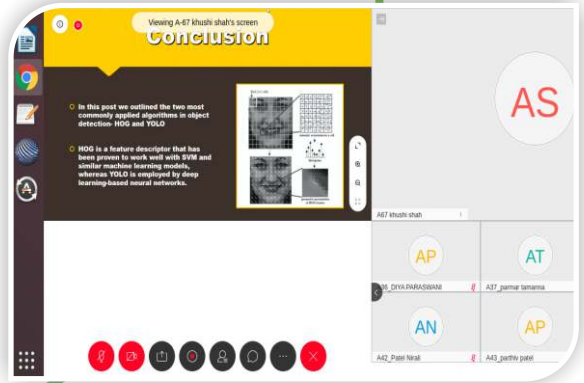 Viewing A-67 khushi shah's screen
Conclusion
In this post we outlined the two most
commonly applied algorithms in object
detection- HOG and YOLO
HOG is a feature descriptor that has
been proven to work well with SVM and
similar machine learning models,
whereas YOLO is employed by deep
learning-based neural networks.
AS
A67 khushi shah
AP
AT
A36_DIYA PARASWANI
A37_parmar tamanna
AN
AP
A42_Patel Nirali
A43_parthiv patel